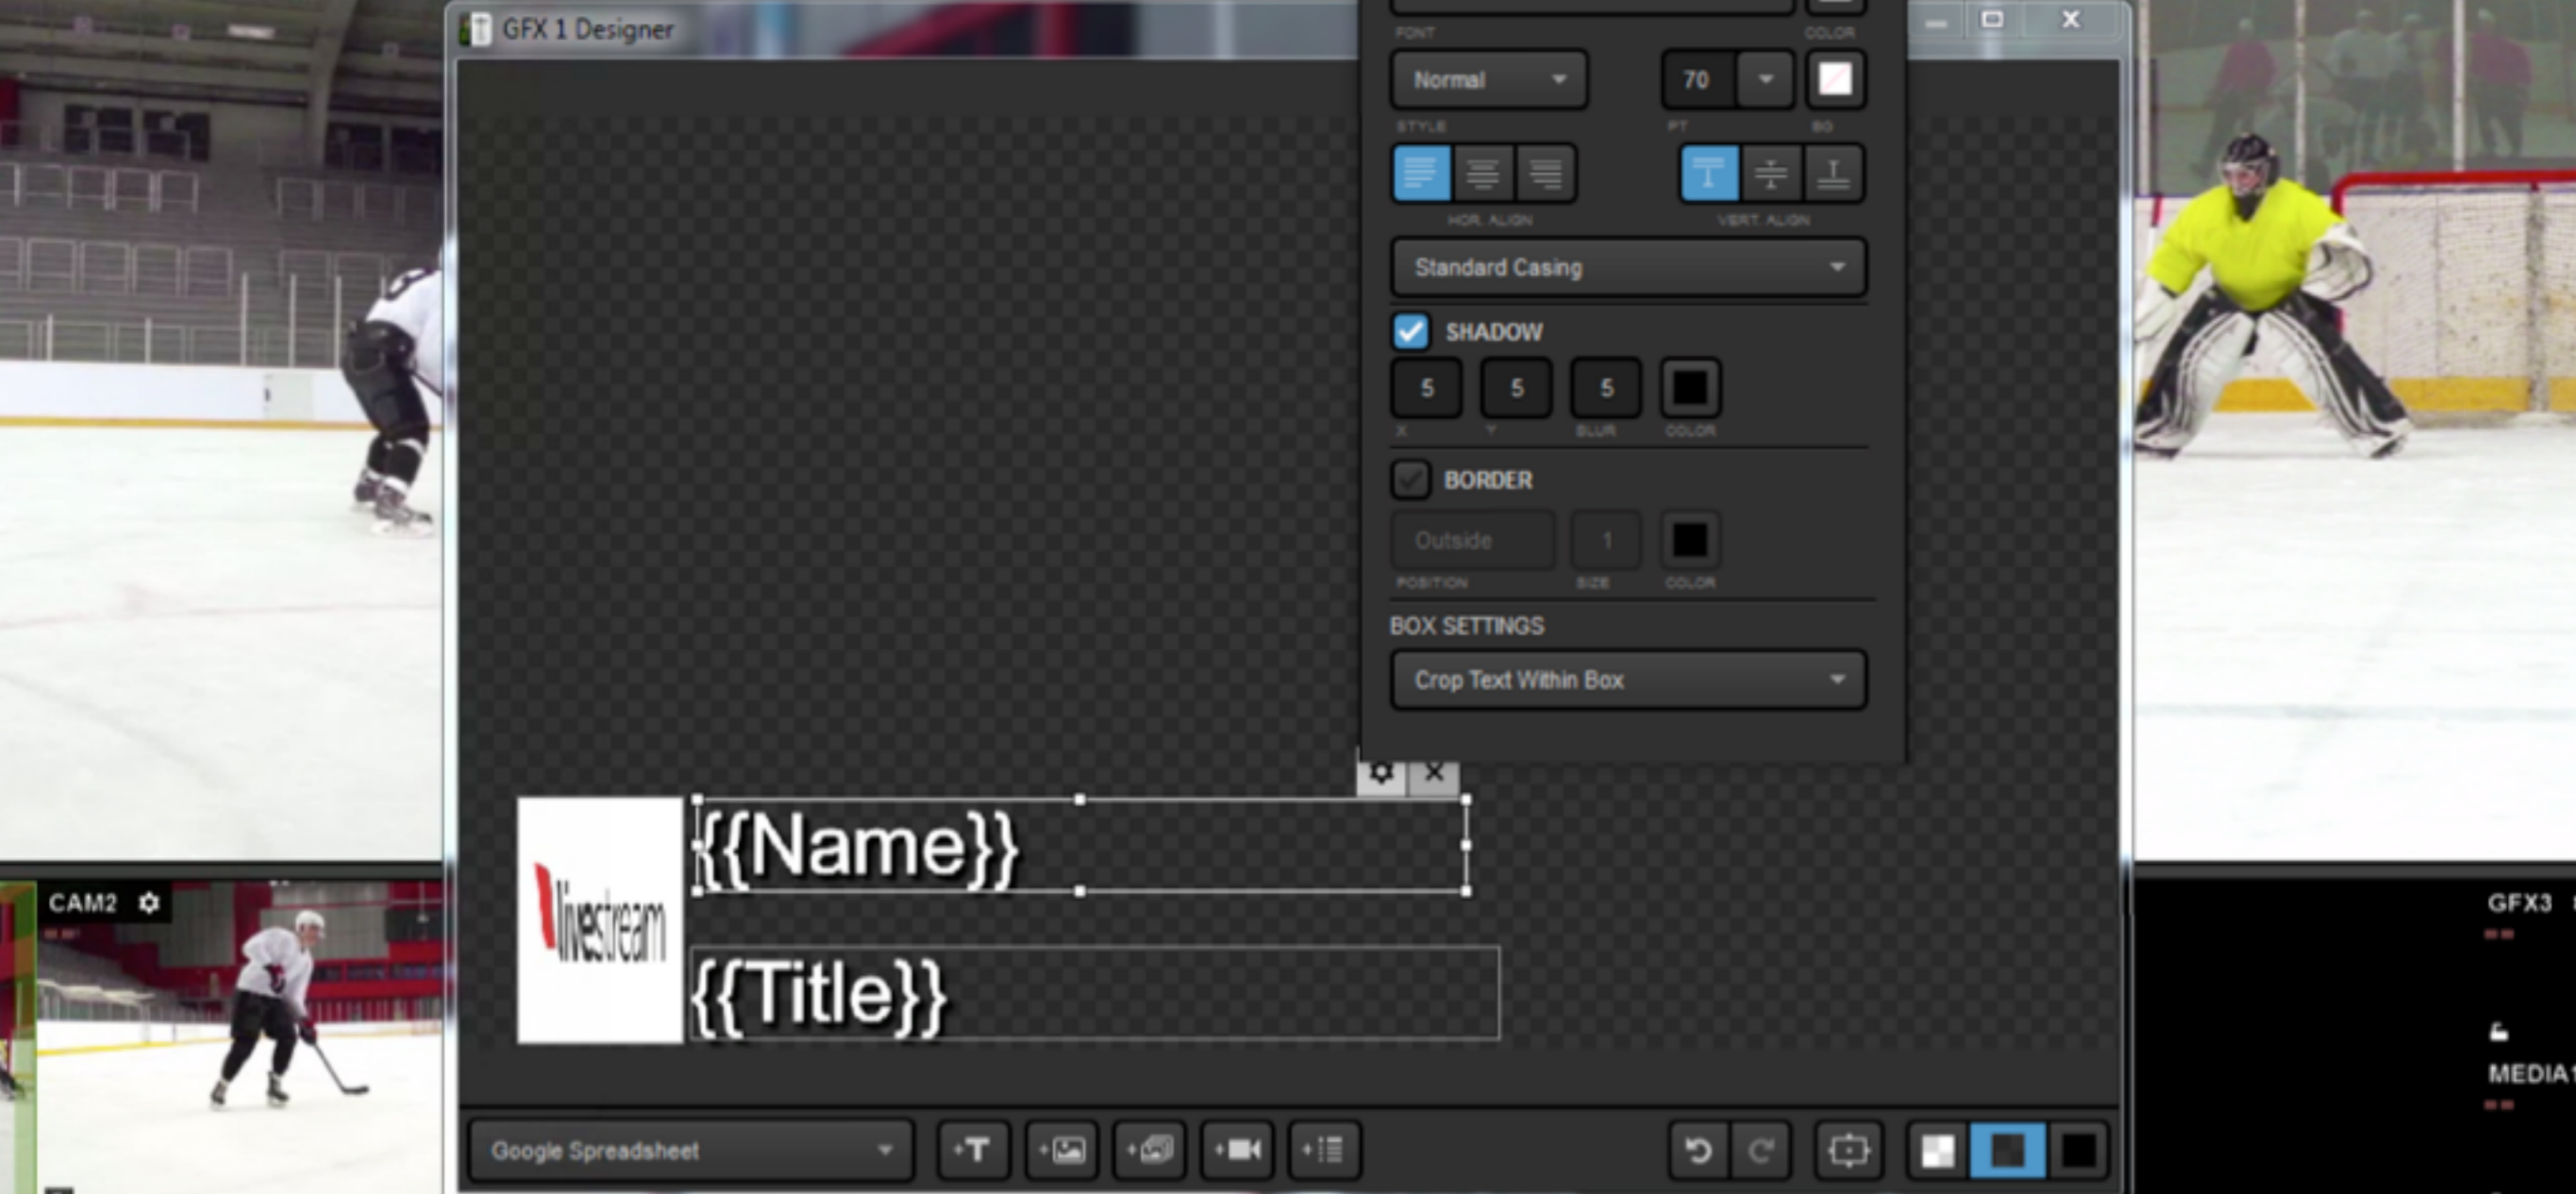 GFX 1 Designer
FONT
COLOR
Normal
70
STYLE
PT
BG
HOR. ALIGN
VERT. ALIGN
Standard Casing
SHADOW
5
5
5
X
Y
BLUR
COLOR
BORDER
Outside
1
POSITION
SIZE
COLOR
BOX SETTINGS
Crop Text Within Box
{{Name}}
livestream
{{Title}}
CAM2
GFX3
MEDIA1
Google Spreadsheet
+T